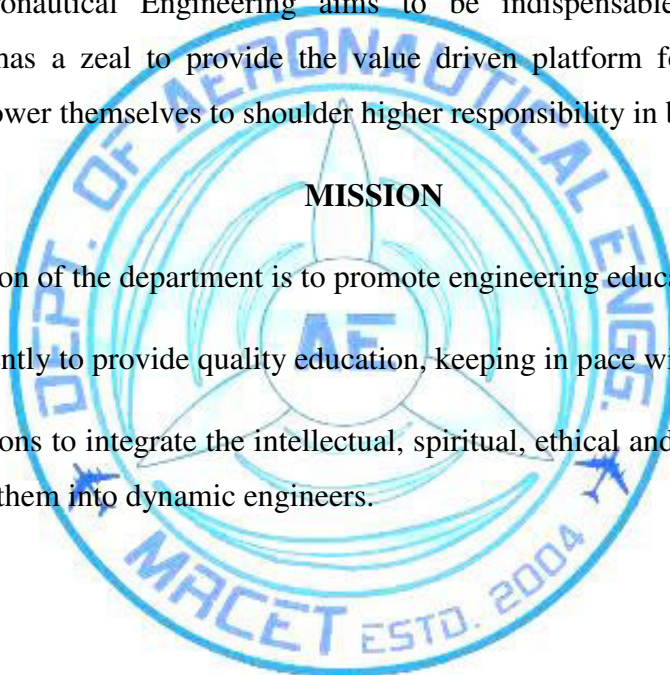 ronautical Engineering aims to be indispensable
has a zeal to provide the value driven platform f
ower themselves to shoulder higher responsibility in b
MISSION
on of the department is to promote engineering educa
ntly to provide quality education, keeping in pace wi
ons to integrate the intellectual, spiritual, ethical and
them into dynamic engineers.
DEPT. OF AERONAUTICAL ENGG.
AE
MACET ESTD. 2004